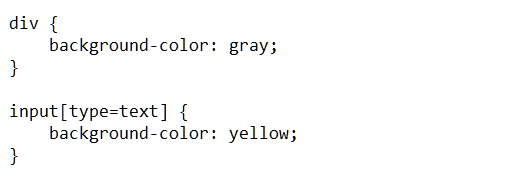 div {
    background-color: gray;
}

input[type=text] {
    background-color: yellow;
}